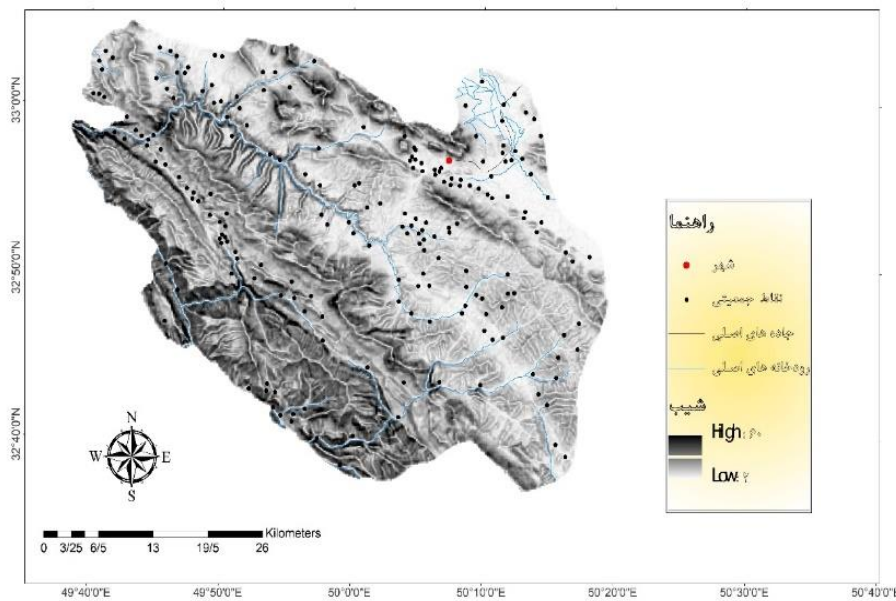 33°0'0"N
32°50'0"N
32°40'0"N
راهنما
شهر
نقاط جمعیتی
جاده های اصلی
رودخانه های اصلی
شیب
High: ۶۰
Low: ۲
N
W E
S
Kilometers
0 3/25 6/5 13 19/5 26
49°40'0"E 49°50'0"E 50°0'0"E 50°10'0"E 50°20'0"E 50°30'0"E 50°40'0"E